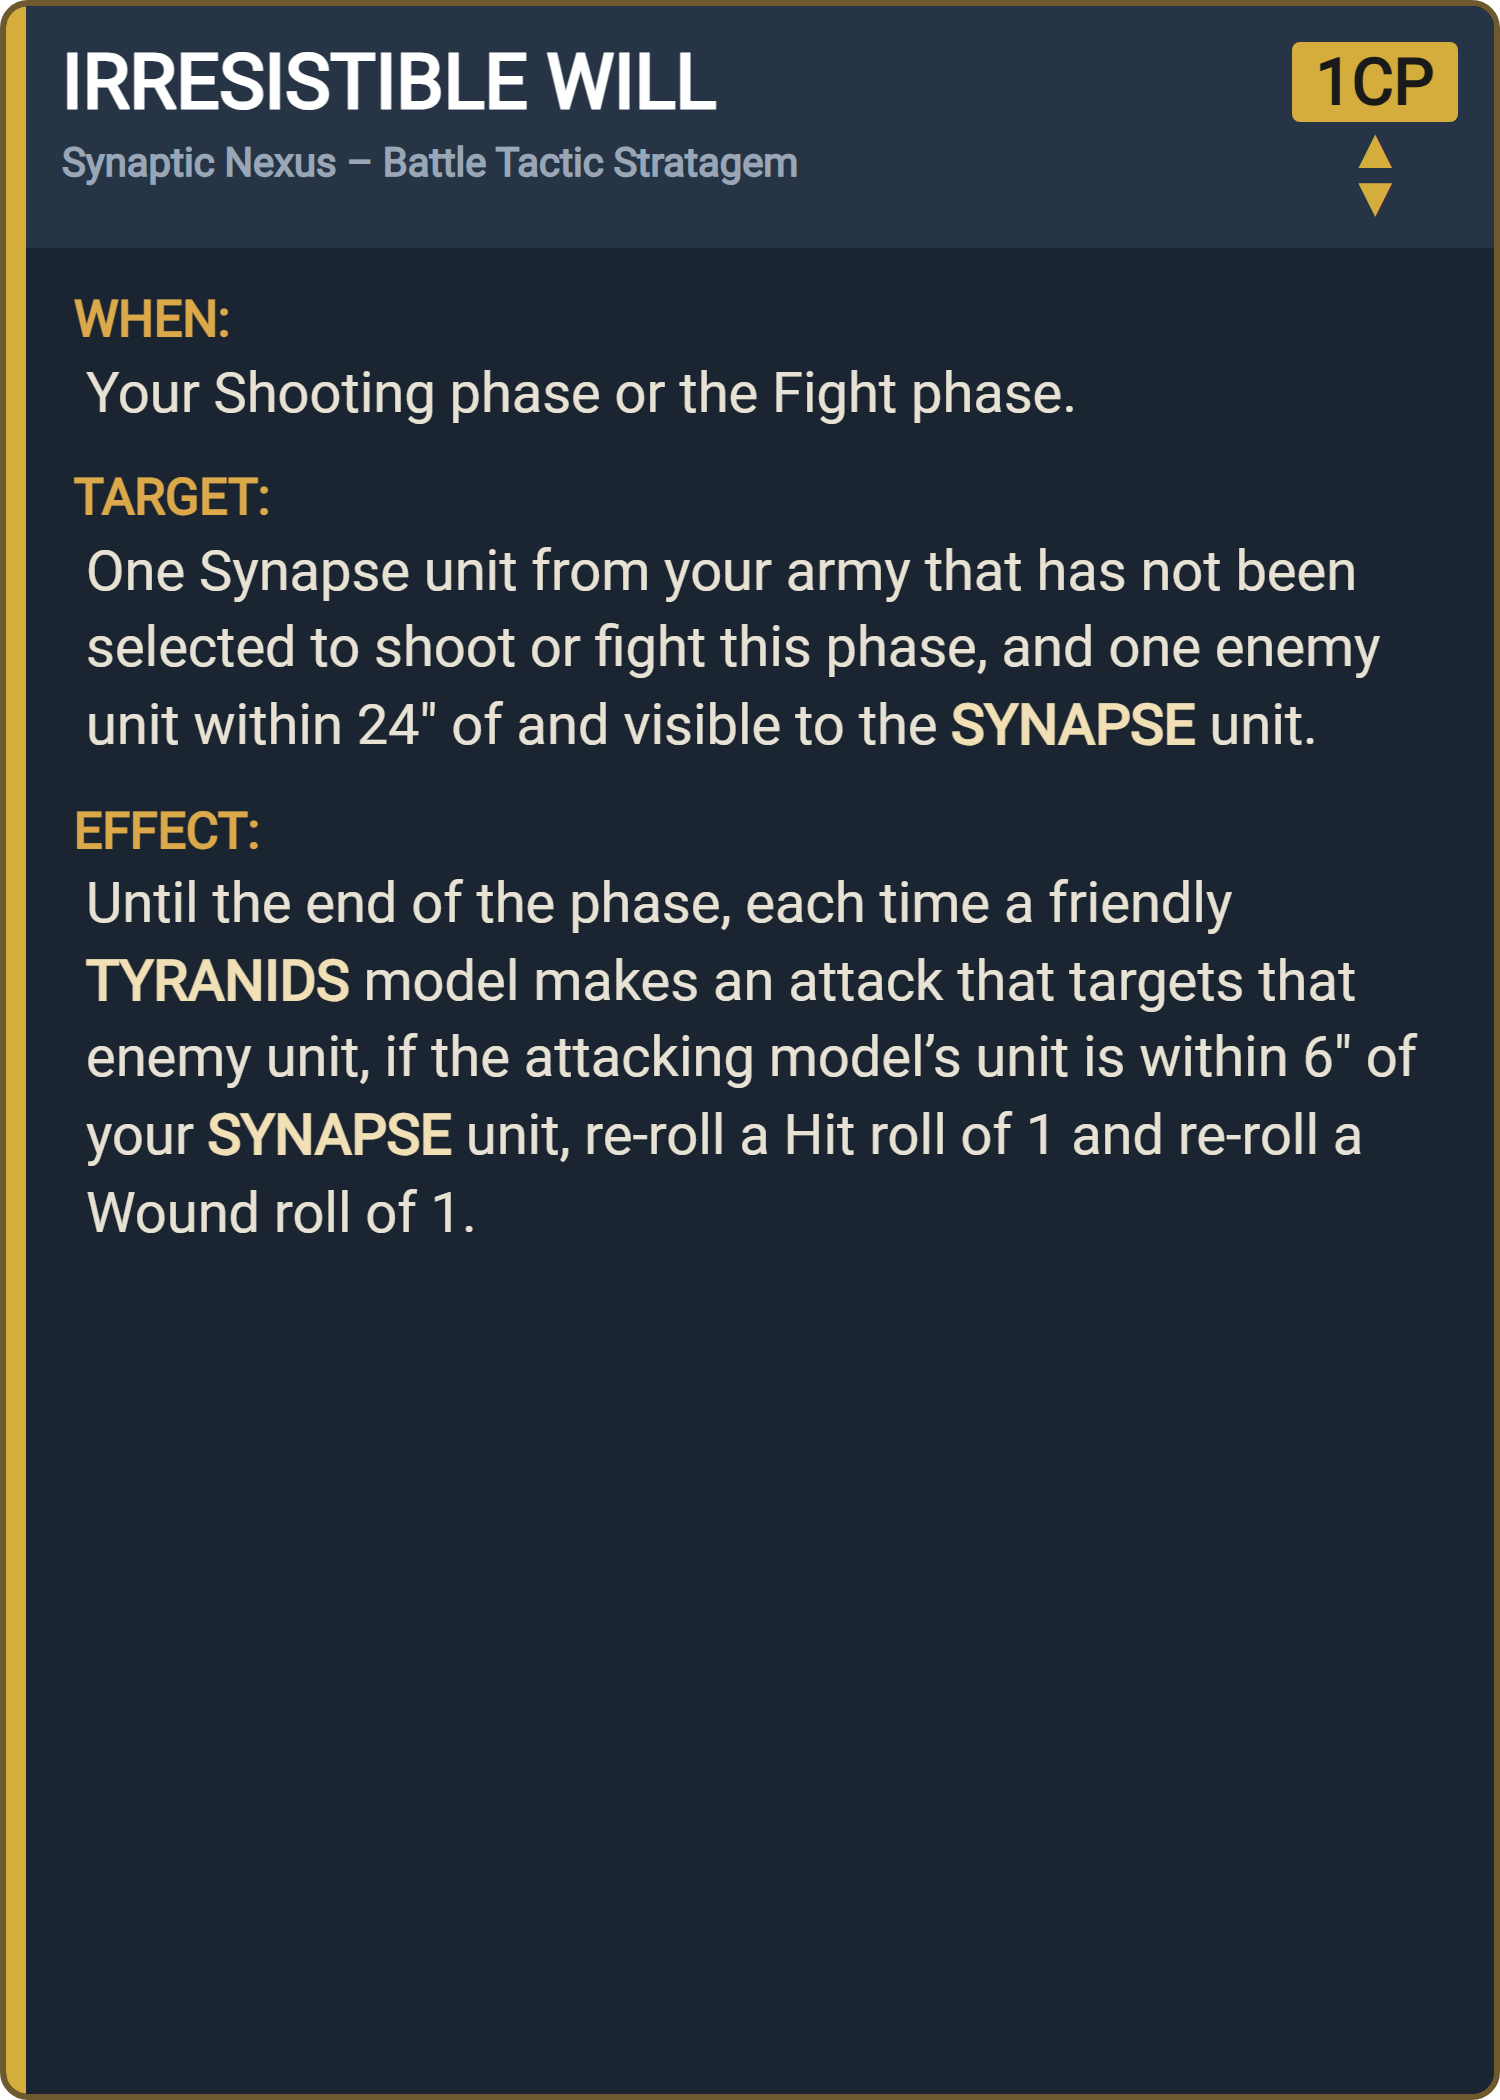 IRRESISTIBLE WILL
1CP
Synaptic Nexus – Battle Tactic Stratagem
WHEN:
Your Shooting phase or the Fight phase.
TARGET:
One Synapse unit from your army that has not been
selected to shoot or fight this phase, and one enemy
unit within 24" of and visible to the SYNAPSE unit.
EFFECT:
Until the end of the phase, each time a friendly
TYRANIDS model makes an attack that targets that
enemy unit, if the attacking model’s unit is within 6" of
your SYNAPSE unit, re-roll a Hit roll of 1 and re-roll a
Wound roll of 1.